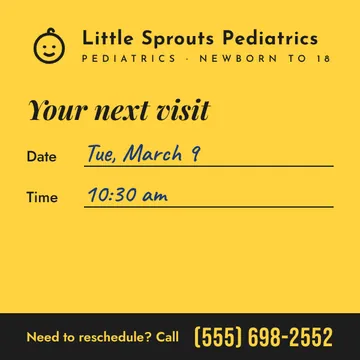 Little Sprouts Pediatrics
PEDIATRICS · NEWBORN TO 18
Your next visit
Date Tue, March 9
Time 10:30 am
Need to reschedule? Call (555) 698-2552